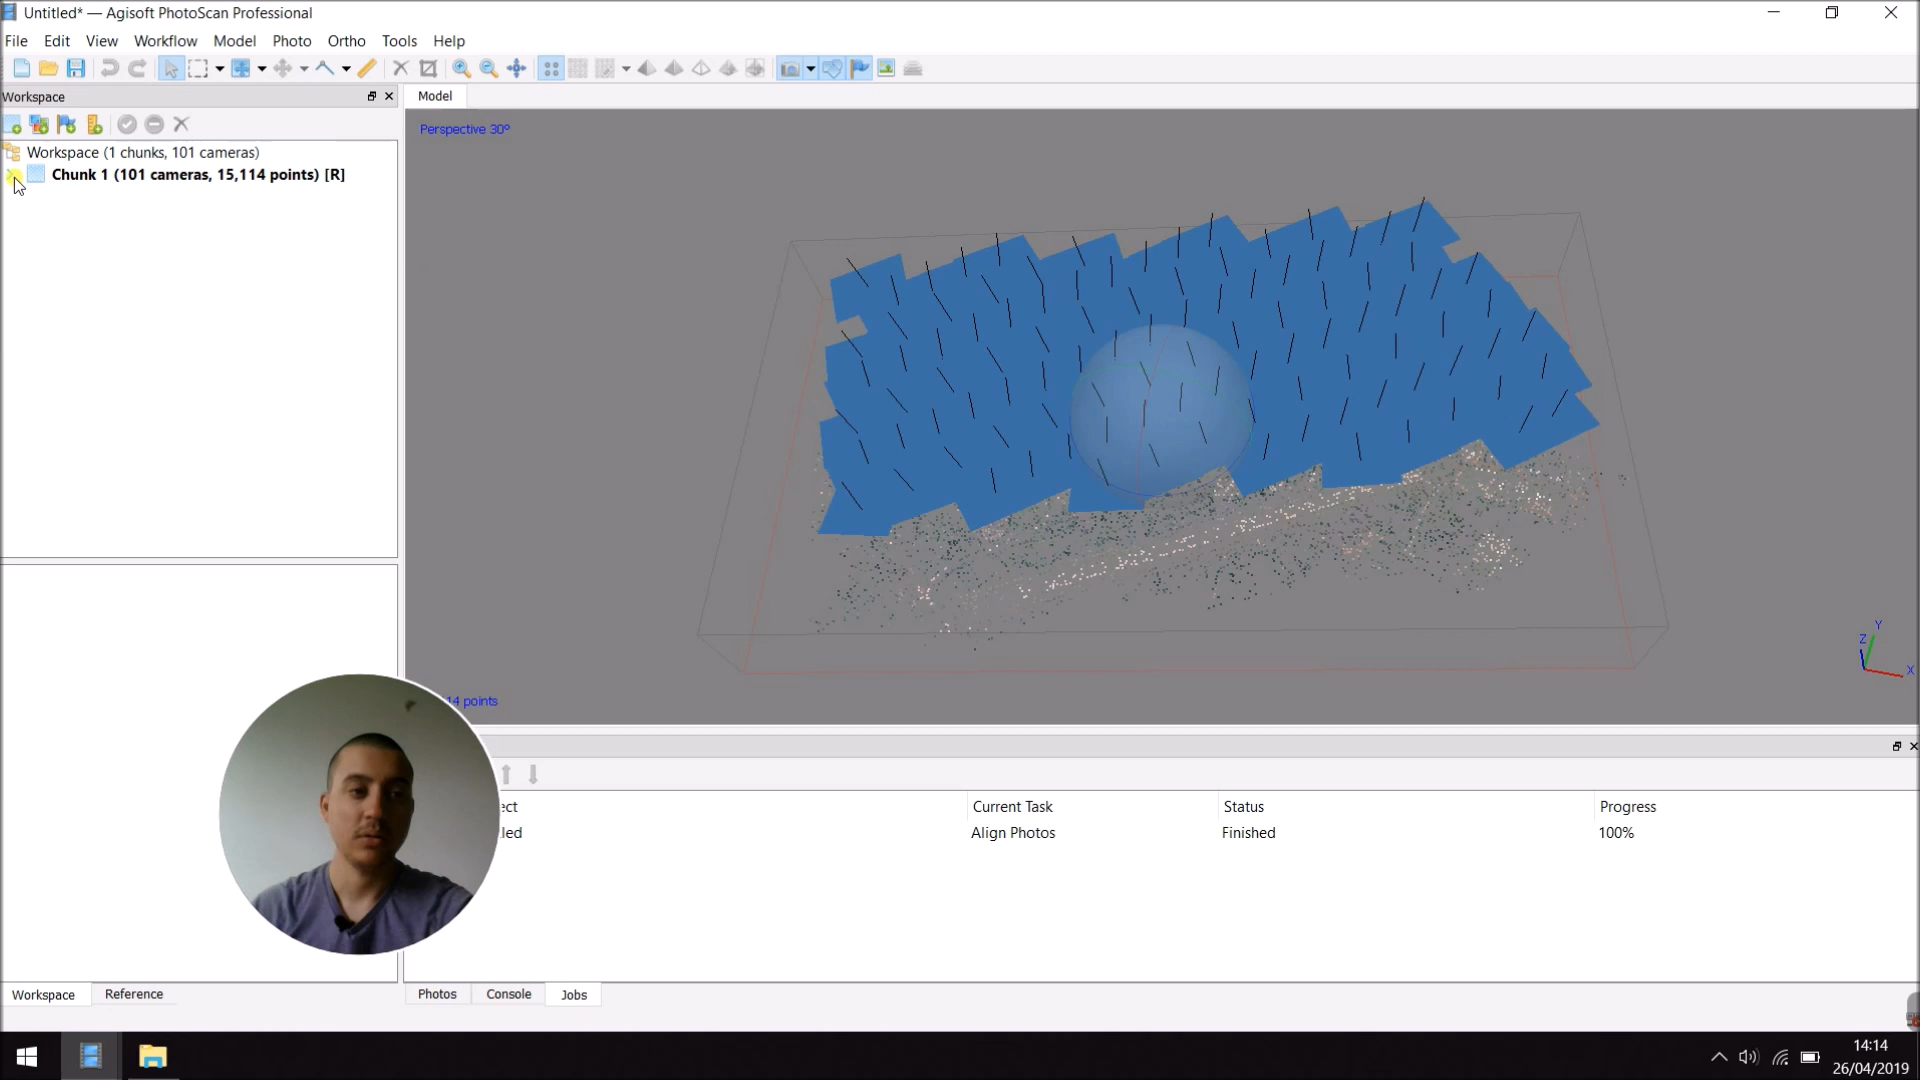 Untitled* — Agisoft PhotoScan Professional
File Edit View Workflow Model Photo Ortho Tools Help
Workspace
Model
Perspective 30°
Workspace (1 chunks, 101 cameras)
Chunk 1 (101 cameras, 15,114 points) [R]
Y
Z
X
14 points
ect Current Task Status Progress
led Align Photos Finished 100%
Workspace Reference Photos Console Jobs
14:14
26/04/2019